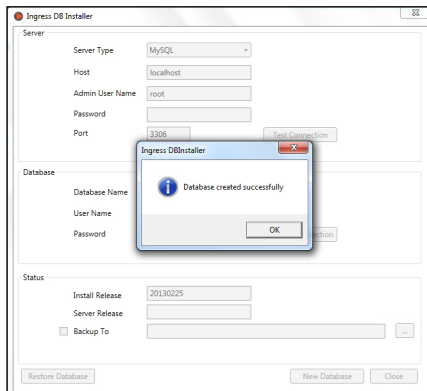 Ingress DB Installer
Server
Server Type MySQL
Host localhost
Admin User Name root
Password
Port 3306 Test Connection
Ingress DBInstaller
Database created successfully
OK
Database
Database Name
User Name
Password
Status
Install Release 20130225
Server Release
Backup To ...
Restore Database New Database Close